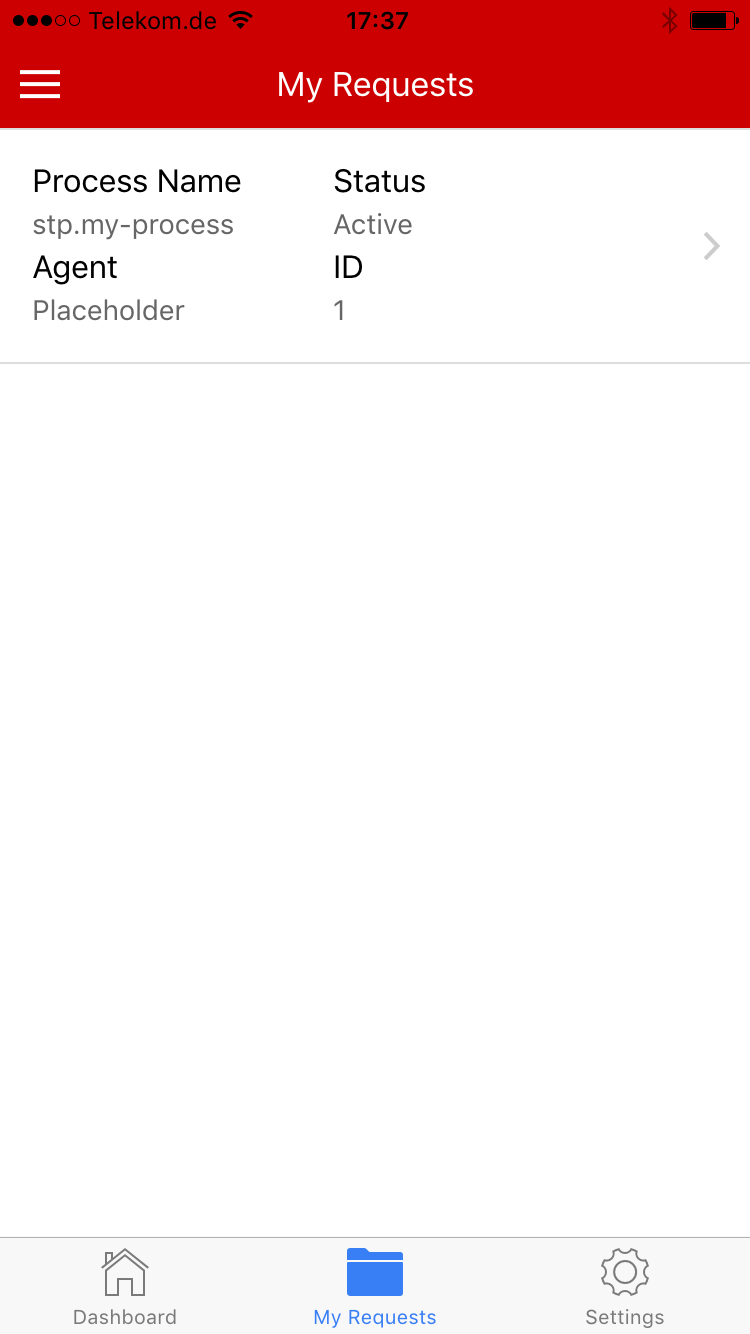 Telekom.de 17:37
My Requests
Process Name Status
stp.my-process Active
Agent ID
Placeholder 1
Dashboard My Requests Settings